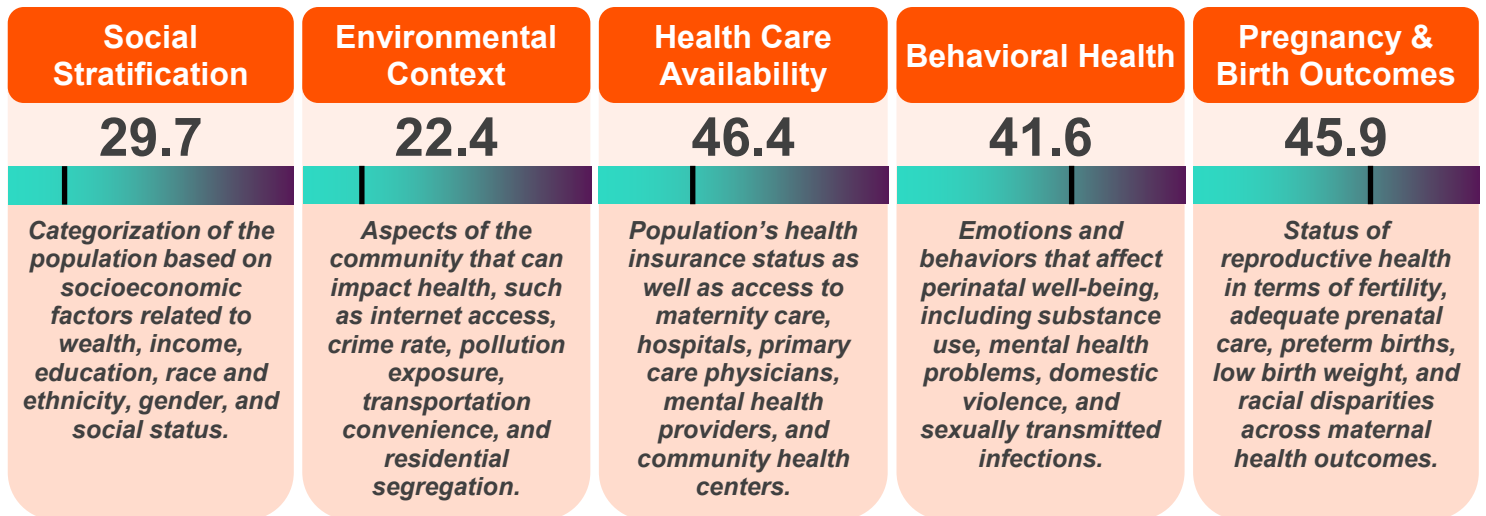 Social
Stratification
29.7
Categorization of the
population based on
socioeconomic
factors related to
wealth, income,
education, race and
ethnicity, gender, and
social status.
Environmental
Context
22.4
Aspects of the
community that can
impact health, such
as internet access,
crime rate, pollution
exposure,
transportation
convenience, and
residential
segregation.
Health Care
Availability
46.4
Population’s health
insurance status as
well as access to
maternity care,
hospitals, primary
care physicians,
mental health
providers, and
community health
centers.
Behavioral Health
41.6
Emotions and
behaviors that affect
perinatal well-being,
including substance
use, mental health
problems, domestic
violence, and
sexually transmitted
infections.
Pregnancy &
Birth Outcomes
45.9
Status of
reproductive health
in terms of fertility,
adequate prenatal
care, preterm births,
low birth weight, and
racial disparities
across maternal
health outcomes.